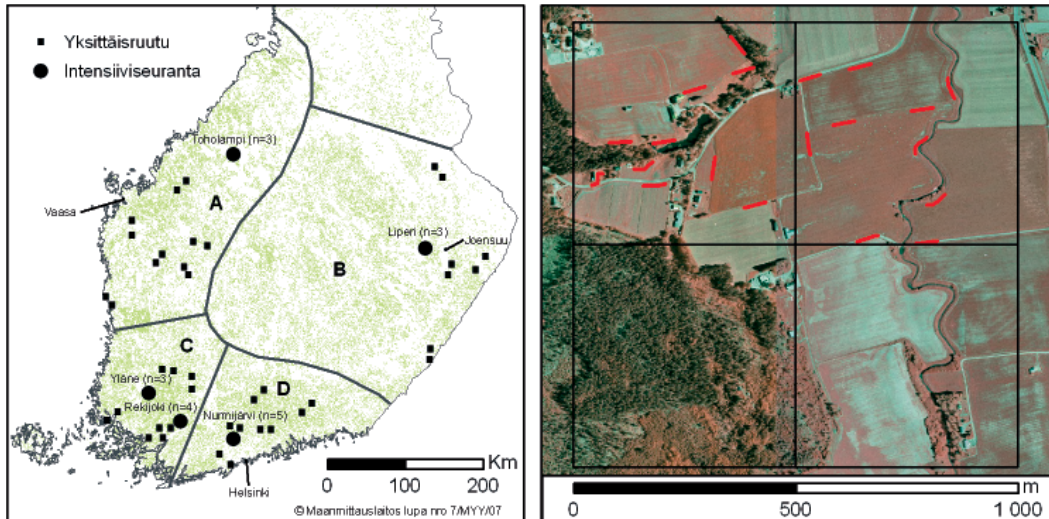 Yksittäisruutu
Intensiiviseuranta
Toholampi (n=3)
Vaasa
A
Liperi (n=3)
Joensuu
B
C
Yläne (n=3)
D
Rekijoki (n=4)
Nurmijärvi (n=5)
Km
0 100 200
Helsinki
© Maanmittauslaitos lupa nro 7/MYY/07
m
0 500 1 000